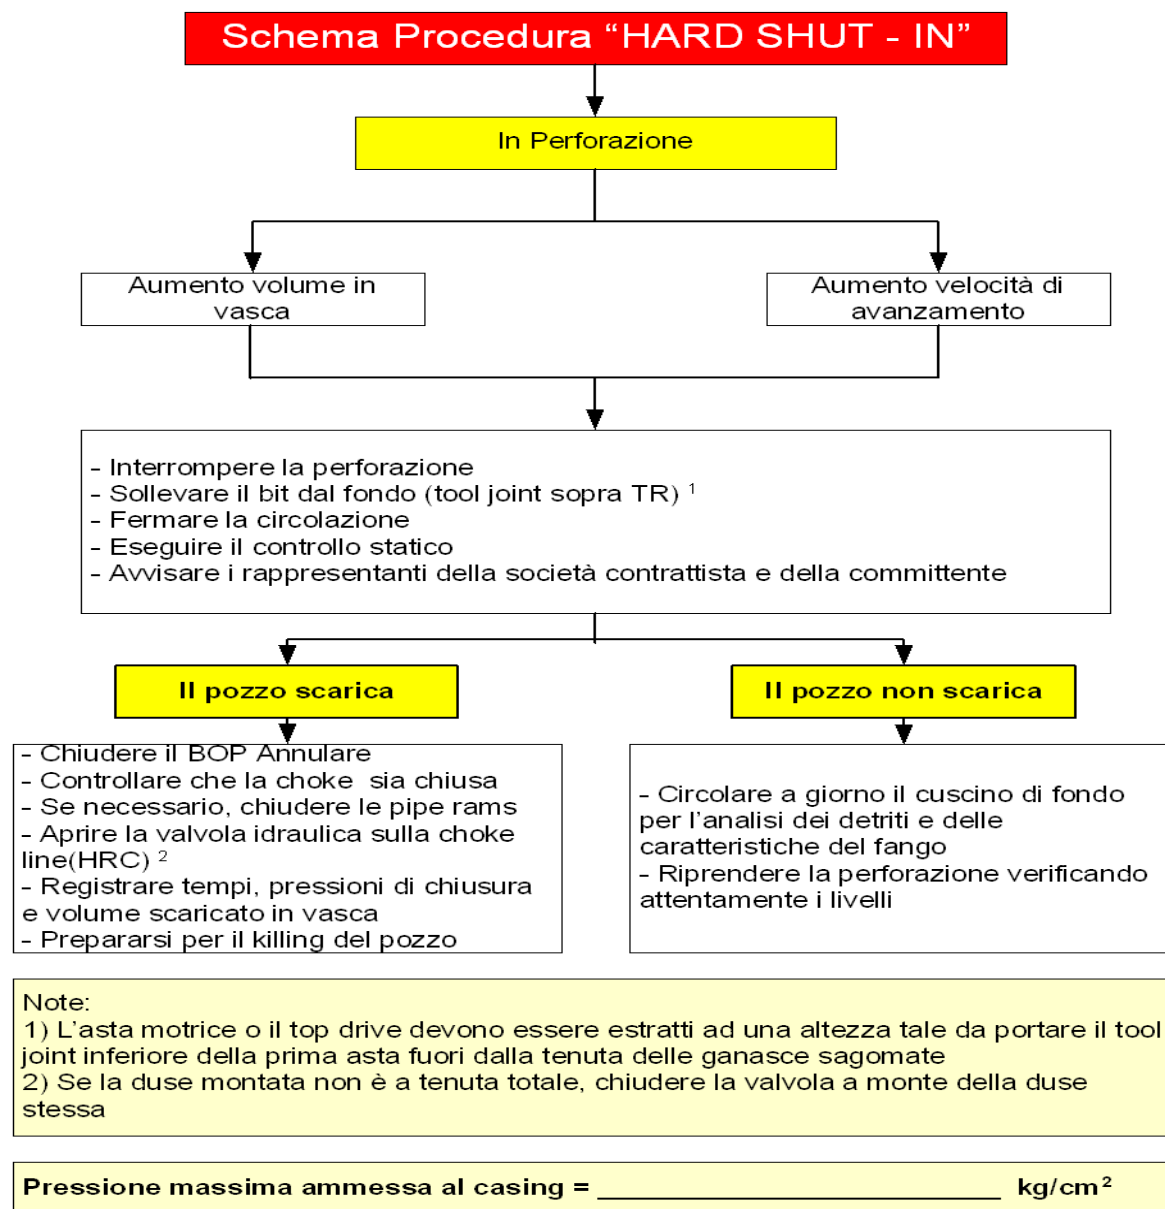 Schema Procedura “HARD SHUT - IN”
In Perforazione
Aumento volume in
vasca
Aumento velocità di
avanzamento
- Interrompere la perforazione
- Sollevare il bit dal fondo (tool joint sopra TR) ¹
- Fermare la circolazione
- Eseguire il controllo statico
- Avvisare i rappresentanti della società contrattista e della committente
Il pozzo scarica
Il pozzo non scarica
- Chiudere il BOP Annulare
- Controllare che la choke  sia chiusa
- Se necessario, chiudere le pipe rams
- Aprire la valvola idraulica sulla choke
line(HRC) ²
- Registrare tempi, pressioni di chiusura
e volume scaricato in vasca
- Prepararsi per il killing del pozzo
- Circolare a giorno il cuscino di fondo
per l’analisi dei detriti e delle
caratteristiche del fango
- Riprendere la perforazione verificando
attentamente i livelli
Note:
1) L’asta motrice o il top drive devono essere estratti ad una altezza tale da portare il tool
joint inferiore della prima asta fuori dalla tenuta delle ganasce sagomate
2) Se la duse montata non è a tenuta totale, chiudere la valvola a monte della duse
stessa
Pressione massima ammessa al casing = ____________________________ kg/cm²